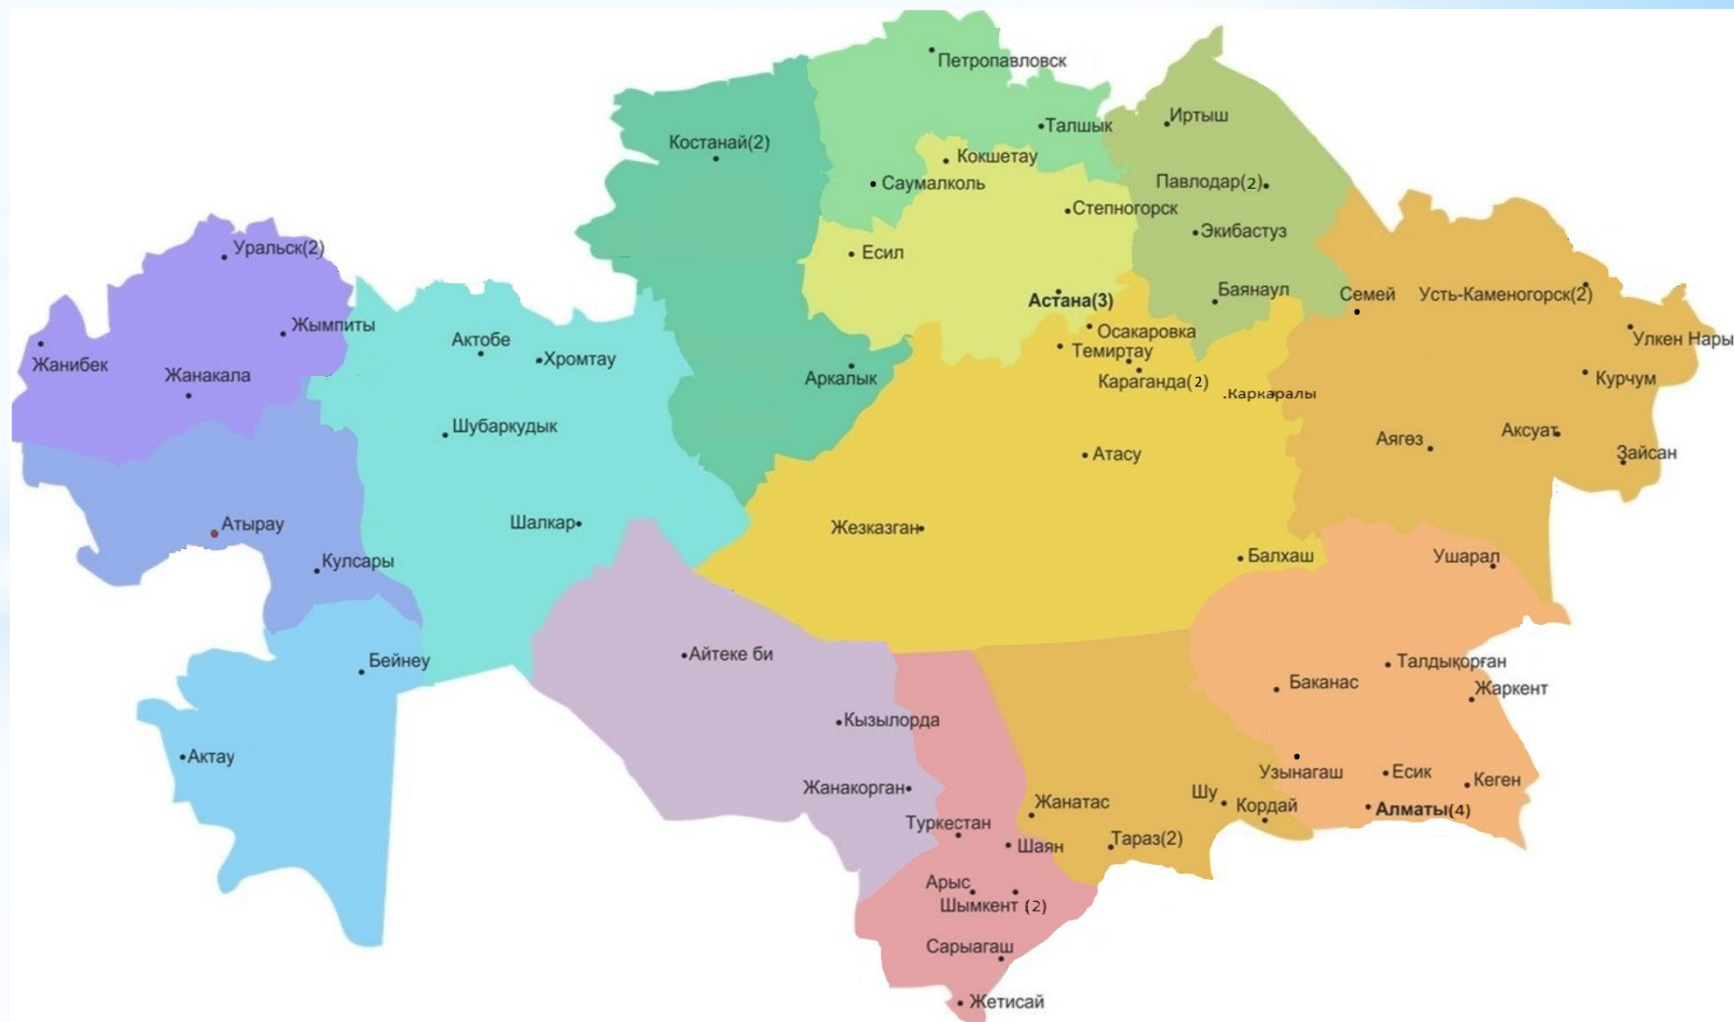 Петропавловск
Иртыш
Талшык
Костанай(2)
Кокшетау
Саумалколь
Павлодар(2)
Степногорск
Экибастуз
Уральск(2)
Есил
Баянаул
Семей
Усть-Каменогорск(2)
Астана(3)
Жымпиты
Осакаровка
Улкен Нары
Актобе
Хромтау
Темиртау
Жанибек
Жанакала
Аркалык
Караганда(2)
Каркаралы
Курчум
Шубаркудык
Аягөз
Аксуат
Атасу
Зайсан
Атырау
Шалкар
Жезказган
Кулсары
Балхаш
Ушарал
Бейнеу
Айтеке би
Талдықорған
Баканас
Жаркент
Кызылорда
Актау
Узынагаш
Есик
Кеген
Жанакорган
Жанатас
Шу
Кордай
Алматы(4)
Туркестан
Шаян
Тараз(2)
Арыс
Шымкент (2)
Сарыагаш
Жетисай